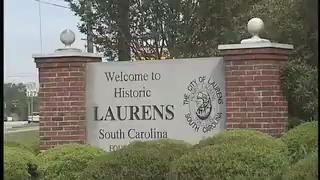 Welcome to Historic
LAURENS
South Carolina
THE CITY OF LAURENS
SOUTH CAROLINA